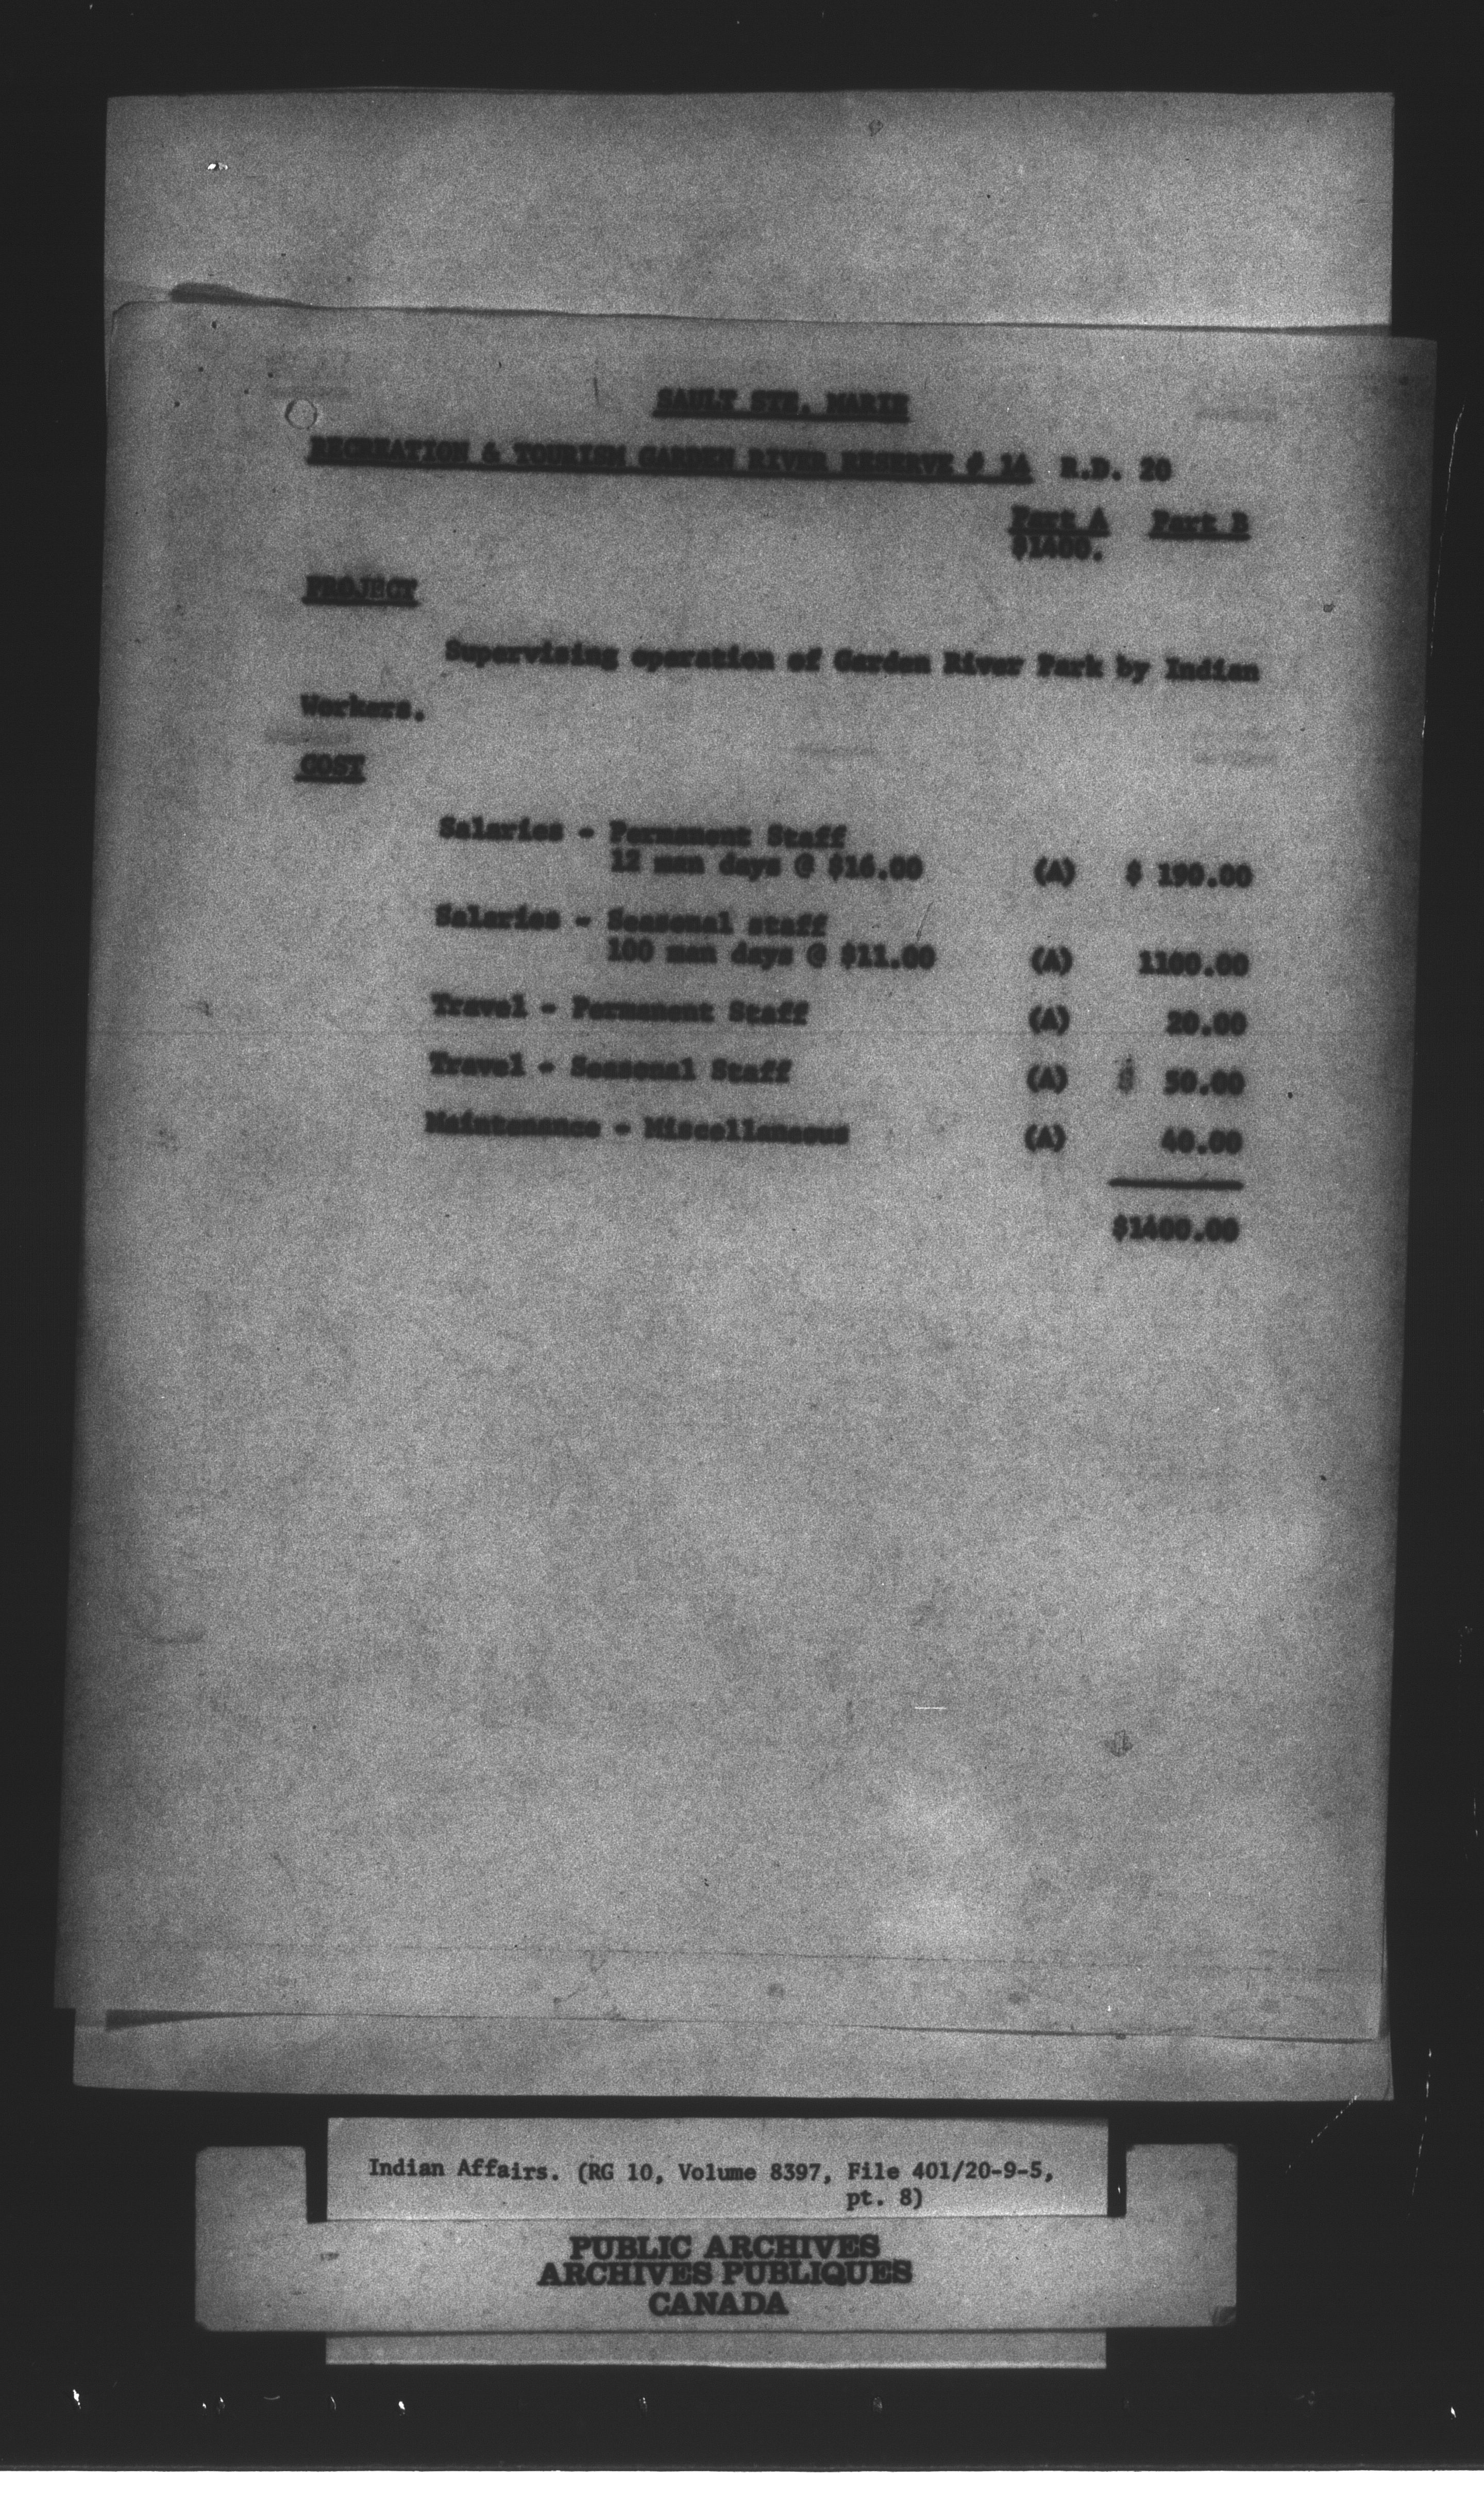 SAULT STE. MARIE
RECREATION & TOURISM GARDEN RIVER RESERVE # 1A R.D. 20
Part A Part B
$1400.
PROJECT
Supervising operation of Garden River Park by Indian
Workers.
COST
Salaries - Permanent Staff
12 man days @ $16.00 (A) $ 190.00
Salaries - Seasonal staff
100 man days @ $11.00 (A) 1100.00
Travel - Permanent Staff (A) 20.00
Travel - Seasonal Staff (A) $ 50.00
Maintenance - Miscellaneous (A) 40.00
$1400.00
Indian Affairs. (RG 10, Volume 8397, File 401/20-9-5,
pt. 8)
PUBLIC ARCHIVES
ARCHIVES PUBLIQUES
CANADA